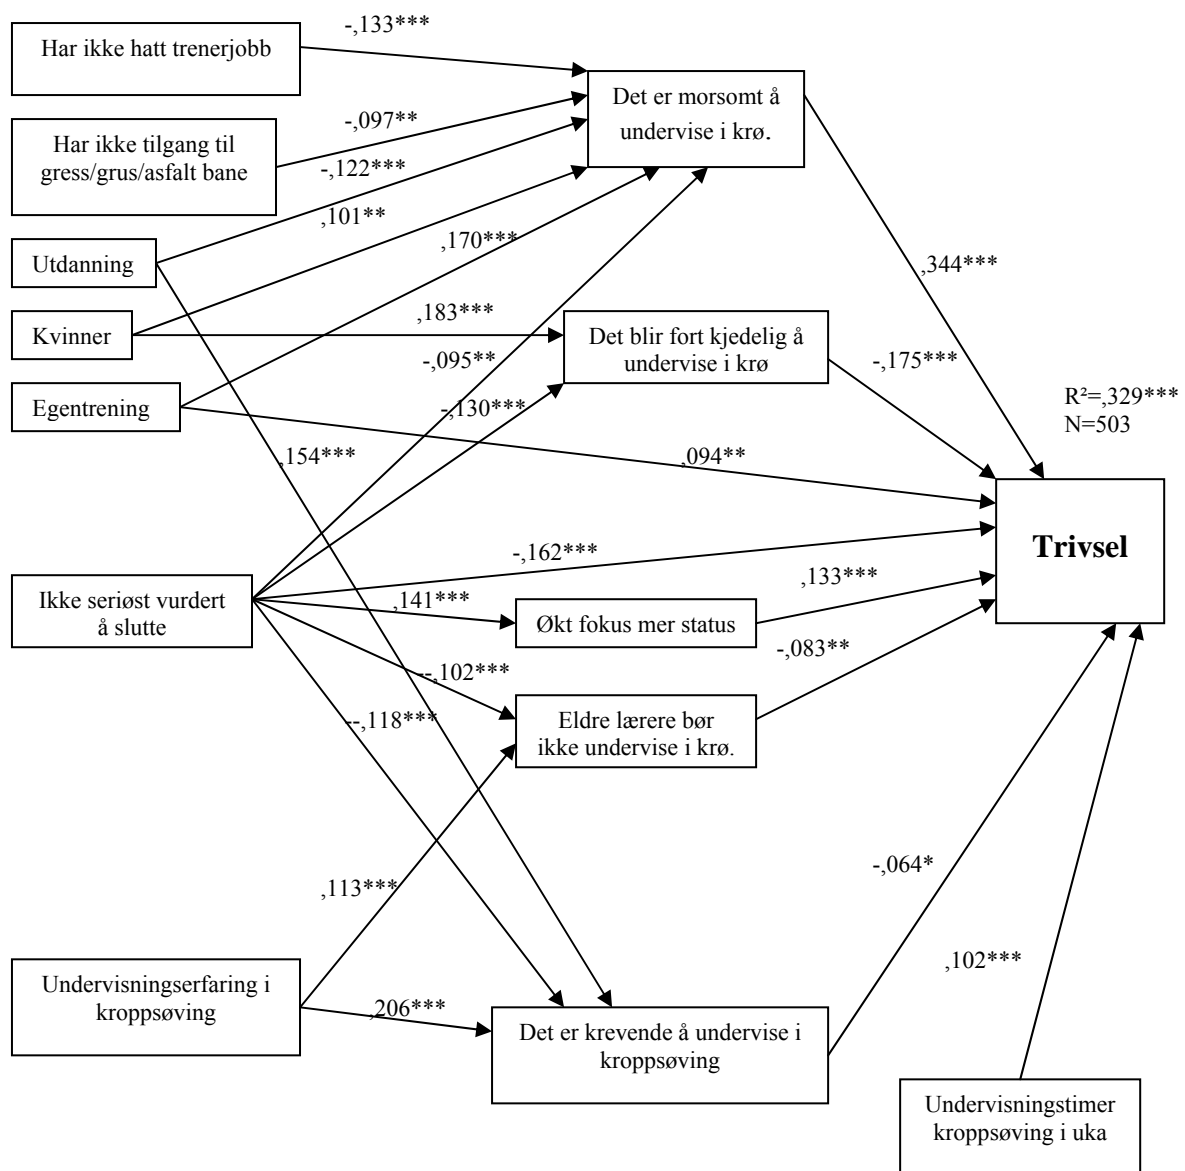 -,133***
Har ikke hatt trenerjobb
Det er morsomt å
undervise i krø.
-,097**
Har ikke tilgang til
gress/grus/asfalt bane
-,122***
,101**
Utdanning
,170***
,344***
Kvinner
,183***
Det blir fort kjedelig å
undervise i krø
-,095**
-,175***
Egentrening
-,130***
R²=,329***
N=503
,154***
,094**
Trivsel
-,162***
,133***
Ikke seriøst vurdert
å slutte
,141***
Økt fokus mer status
-,083**
--,102***
Eldre lærere bør
ikke undervise i krø.
--,118***
-,064*
,113***
,102***
Undervisningserfaring i
kroppsøving
,206***
Det er krevende å undervise i
kroppsøving
Undervisningstimer
kroppsøving i uka